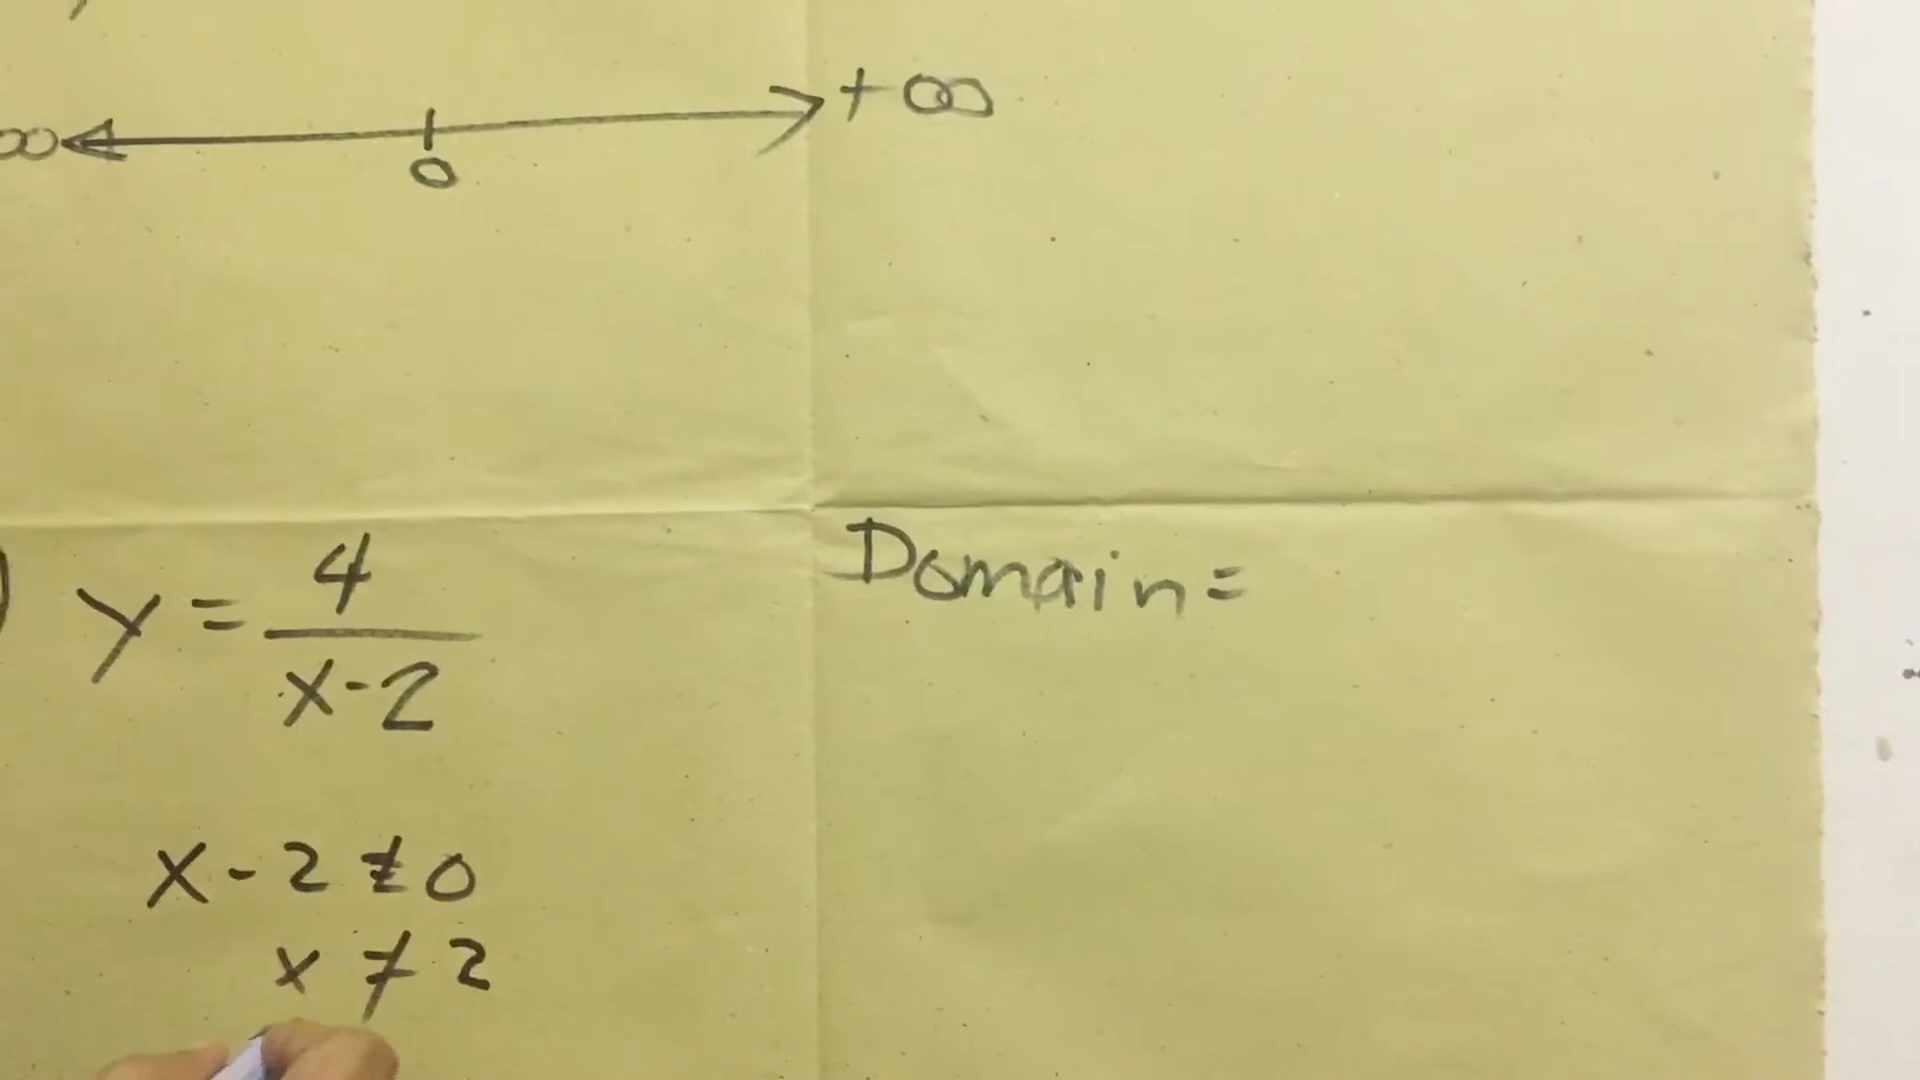 ∞ 0 +∞
) y = 4/(x-2)
Domain =
x - 2 ≠ 0
x ≠ 2